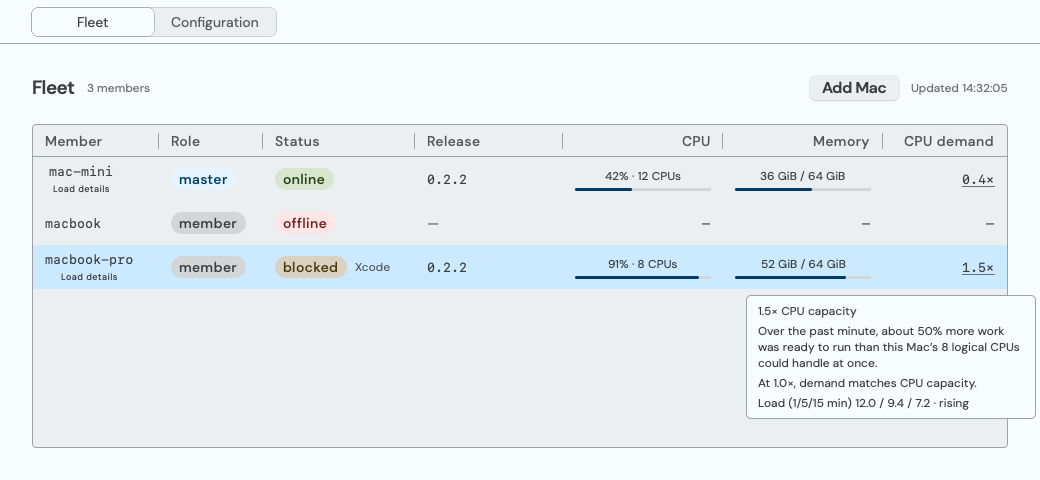 Fleet Configuration
Fleet 3 members Add Mac Updated 14:32:05
Member Role Status Release CPU Memory CPU demand
mac-mini
Load details
master online 0.2.2 42% · 12 CPUs 36 GiB / 64 GiB 0.4×
macbook member offline — — — —
macbook-pro
Load details
member blocked Xcode 0.2.2 91% · 8 CPUs 52 GiB / 64 GiB 1.5×
1.5× CPU capacity
Over the past minute, about 50% more work
was ready to run than this Mac’s 8 logical CPUs
could handle at once.
At 1.0×, demand matches CPU capacity.
Load (1/5/15 min) 12.0 / 9.4 / 7.2 · rising